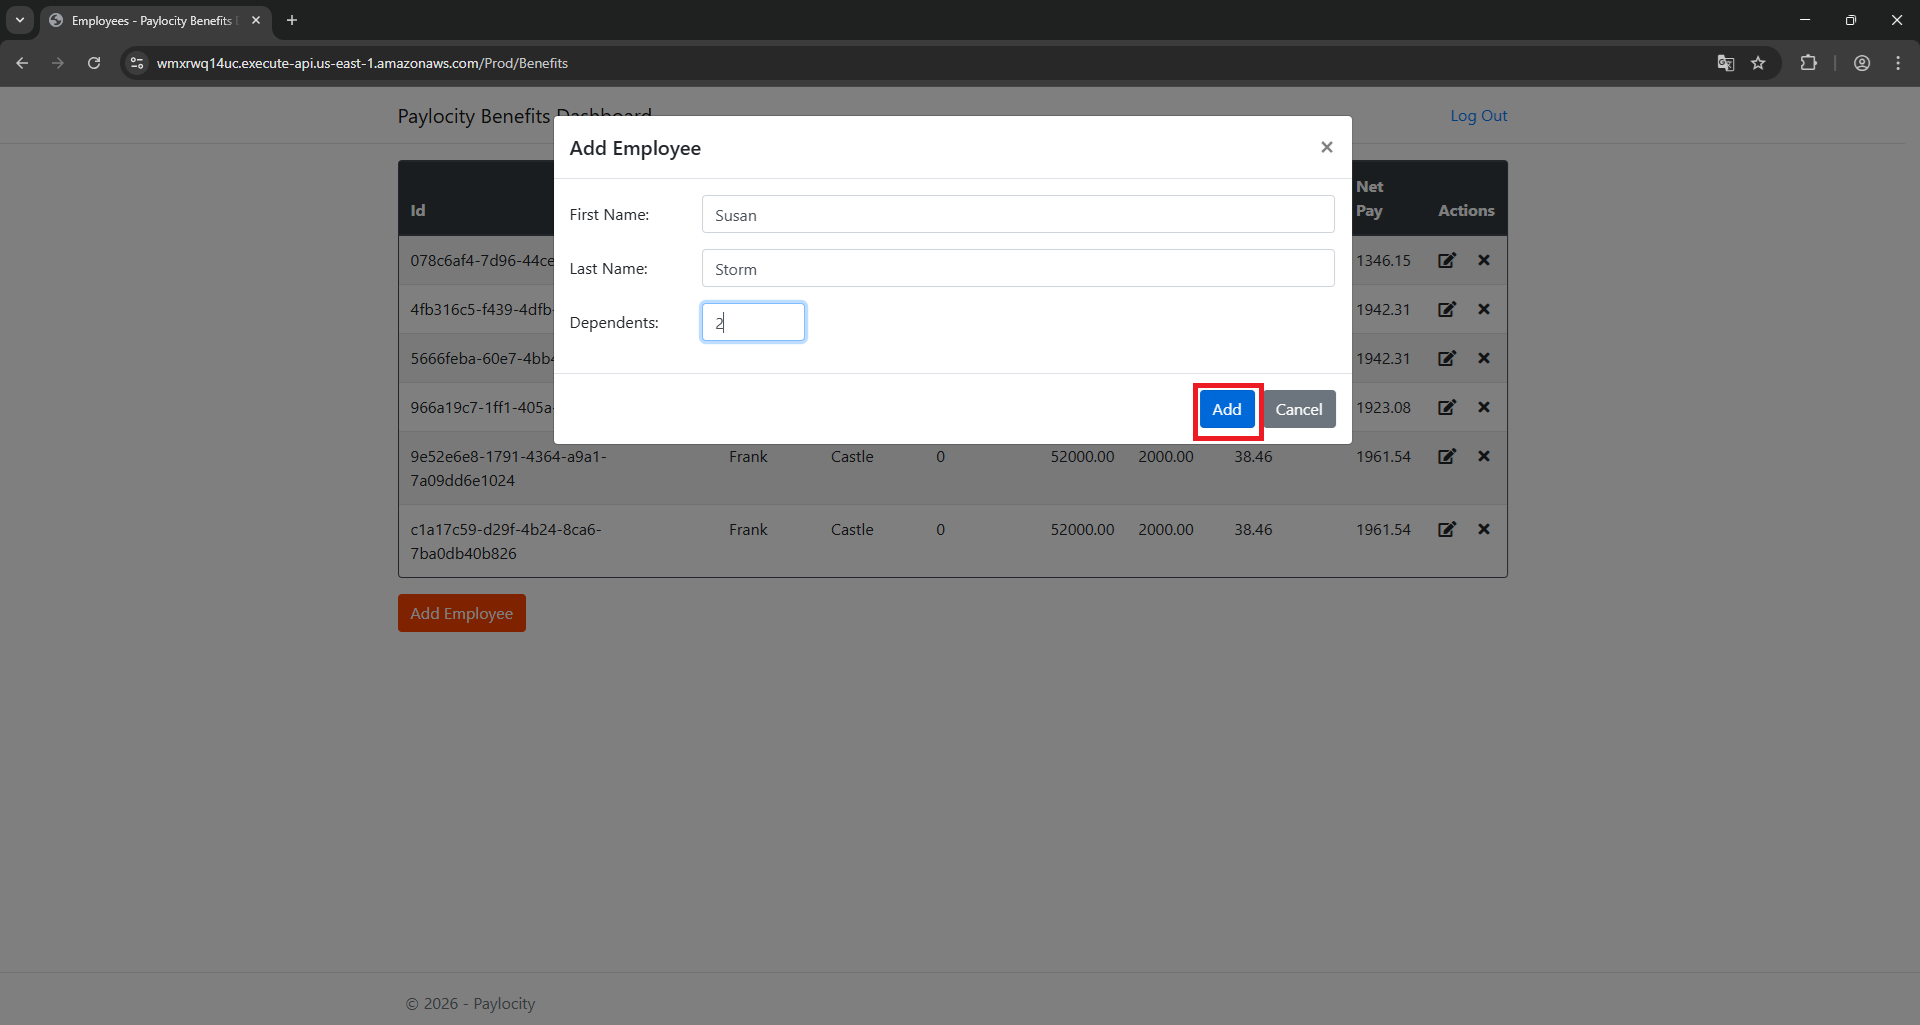 Employees - Paylocity Benefits
wmxrwq14uc.execute-api.us-east-1.amazonaws.com/Prod/Benefits
Paylocity Benefits Dashboard
Log Out
Add Employee
×
First Name:
Susan
Last Name:
Storm
Dependents:
2
Add
Cancel
Id
Net
Pay
Actions
078c6af4-7d96-44ce
1346.15
4fb316c5-f439-4dfb-
1942.31
5666feba-60e7-4bb4
1942.31
966a19c7-1ff1-405a-
1923.08
9e52e6e8-1791-4364-a9a1-
7a09dd6e1024
Frank
Castle
0
52000.00
2000.00
38.46
1961.54
c1a17c59-d29f-4b24-8ca6-
7ba0db40b826
Frank
Castle
0
52000.00
2000.00
38.46
1961.54
Add Employee
© 2026 - Paylocity